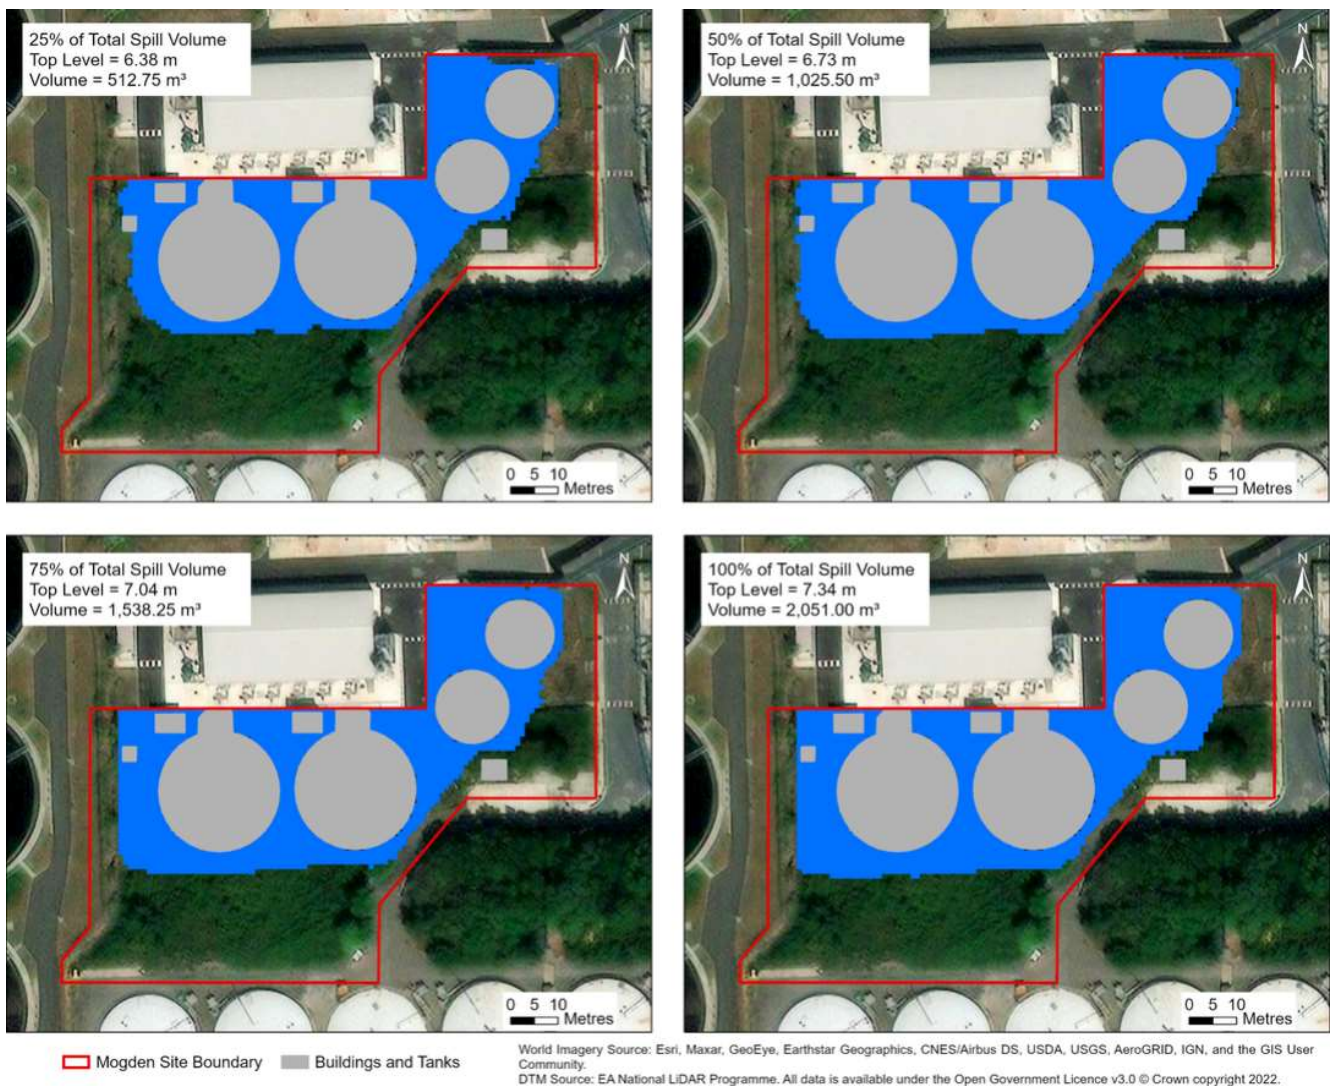 25% of Total Spill Volume
Top Level = 6.38 m
Volume = 512.75 m³
N
0 5 10
Metres
50% of Total Spill Volume
Top Level = 6.73 m
Volume = 1,025.50 m³
N
0 5 10
Metres
75% of Total Spill Volume
Top Level = 7.04 m
Volume = 1,538.25 m³
N
0 5 10
Metres
100% of Total Spill Volume
Top Level = 7.34 m
Volume = 2,051.00 m³
N
0 5 10
Metres
Mogden Site Boundary
Buildings and Tanks
World Imagery Source: Esri, Maxar, GeoEye, Earthstar Geographics, CNES/Airbus DS, USDA, USGS, AeroGRID, IGN, and the GIS User
Community.
DTM Source: EA National LiDAR Programme. All data is available under the Open Government Licence v3.0 © Crown copyright 2022.